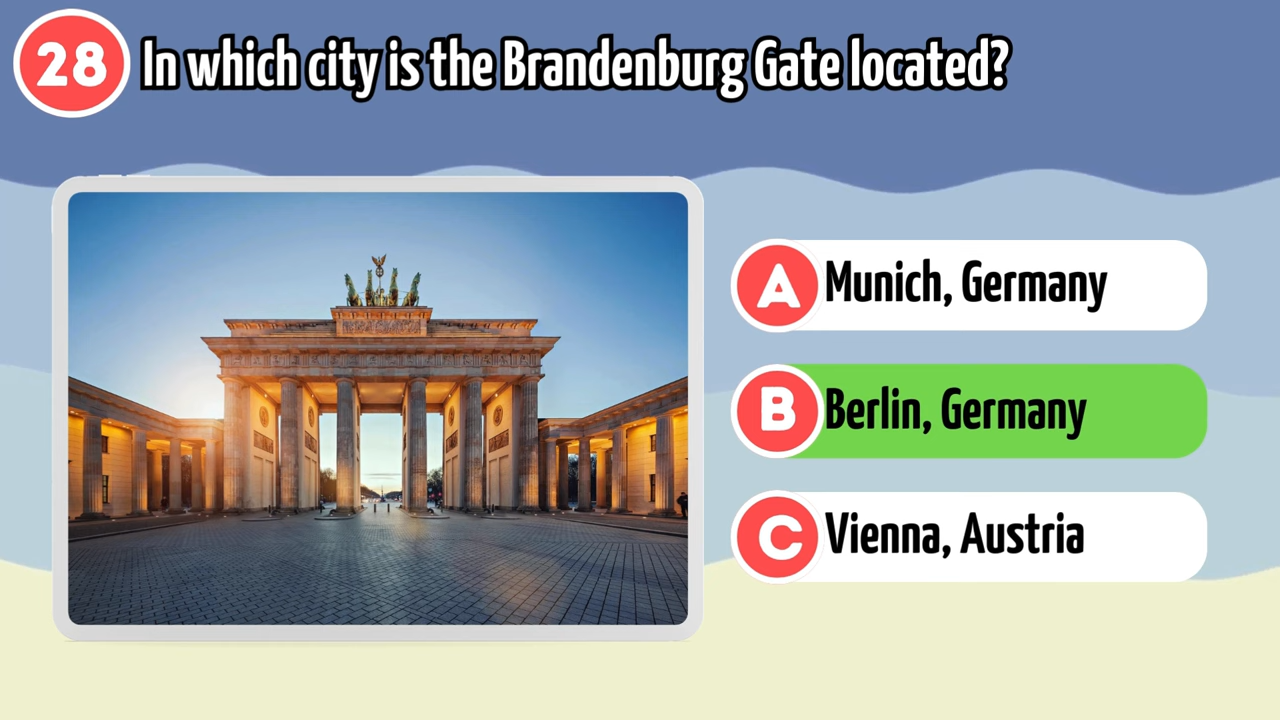 28 In which city is the Brandenburg Gate located?
A Munich, Germany
B Berlin, Germany
C Vienna, Austria